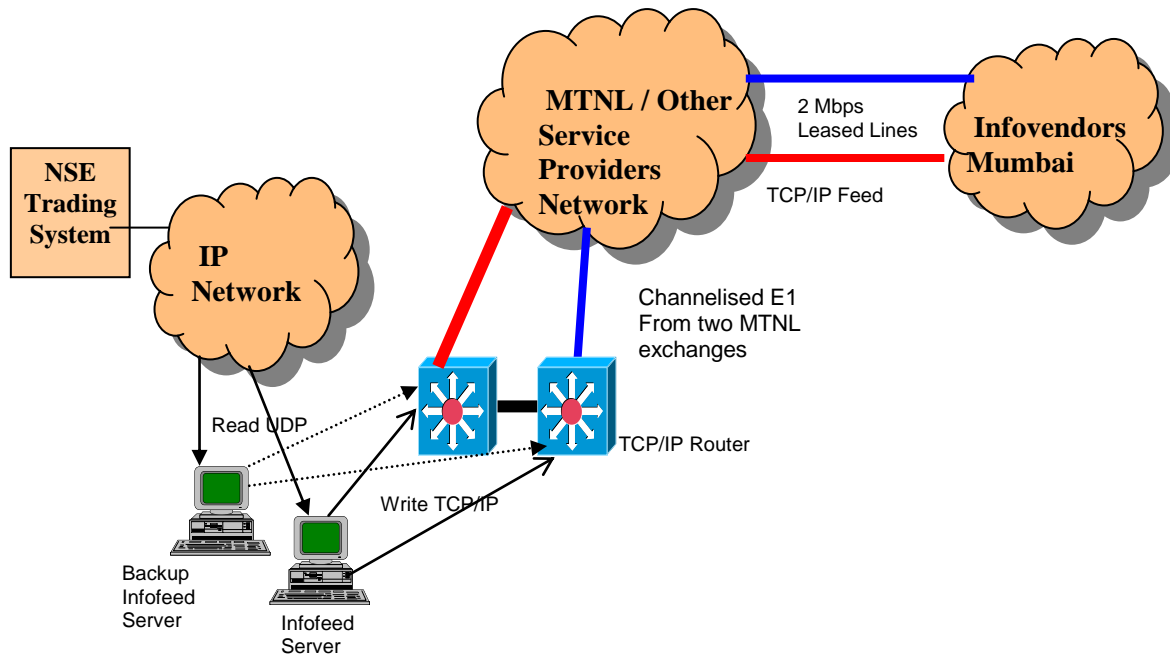 NSE
Trading
System
IP
Network
MTNL / Other
Service
Providers
Network
2 Mbps
Leased Lines
TCP/IP Feed
Infovendors
Mumbai
Channelised E1
From two MTNL
exchanges
Read UDP
TCP/IP Router
Write TCP/IP
Backup
Infofeed
Server
Infofeed
Server